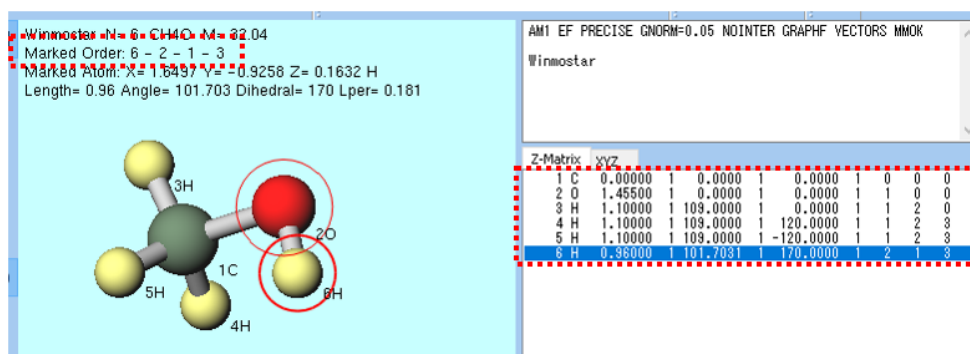 Winmostar N= 6 CH4O M= 32.04
Marked Order: 6 - 2 - 1 - 3
Marked Atom: X= 1.6497 Y= -0.9258 Z= 0.1632 H
Length= 0.96 Angle= 101.703 Dihedral= 170 Lper= 0.181
3H
2O
1C
5H
6H
4H
AM1 EF PRECISE GNORM=0.05 NOINTER GRAPHF VECTORS MMOK
Winmostar
Z-Matrix XYZ
1 C 0.00000 1 0.0000 1 0.0000 1 0 0 0
2 O 1.45500 1 0.0000 1 0.0000 1 1 0 0
3 H 1.10000 1 109.0000 1 0.0000 1 1 2 0
4 H 1.10000 1 109.0000 1 120.0000 1 1 2 3
5 H 1.10000 1 109.0000 1 -120.0000 1 1 2 3
6 H 0.96000 1 101.7031 1 170.0000 1 2 1 3